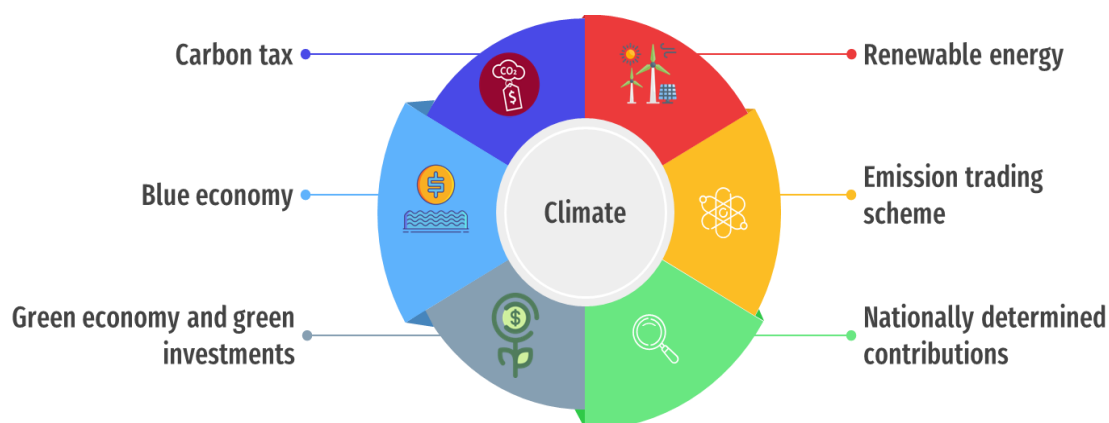 Carbon tax
Renewable energy
CO₂
$
Blue economy
$
Emission trading
scheme
C
Climate
Green economy and green
investments
$
Nationally determined
contributions